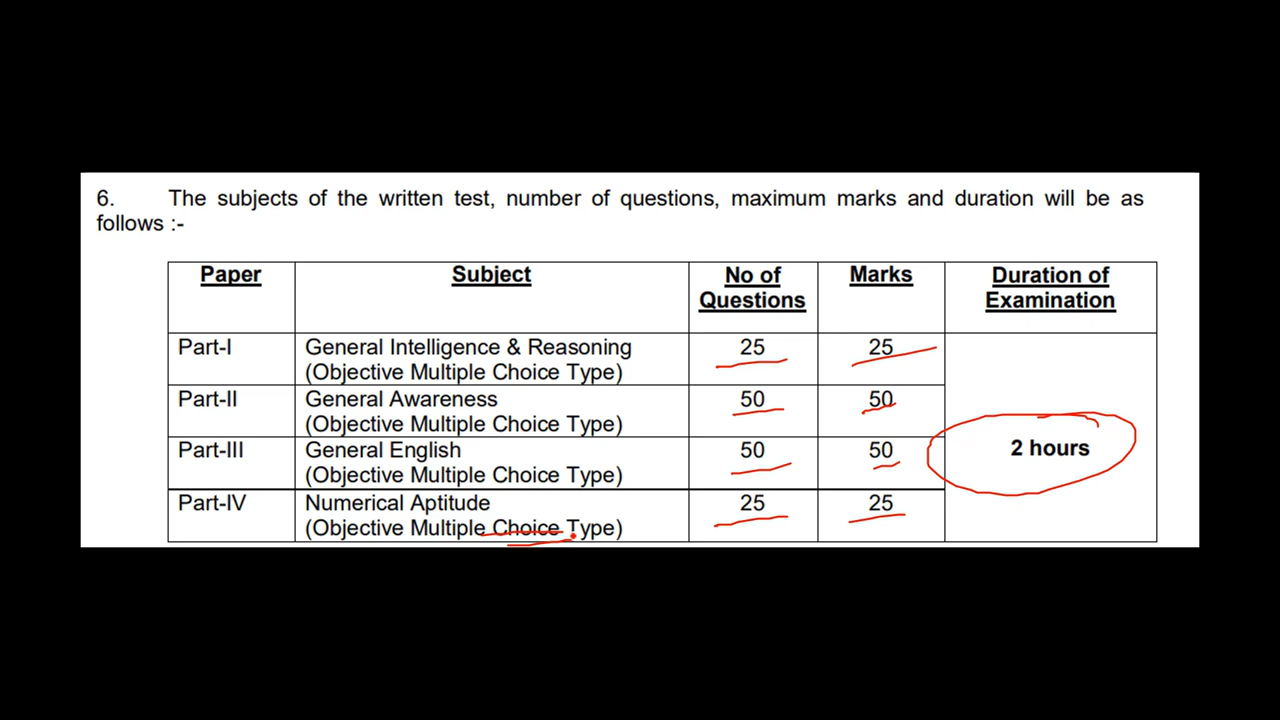 6. The subjects of the written test, number of questions, maximum marks and duration will be as
follows :-
Paper Subject No of Questions Marks Duration of Examination
Part-I General Intelligence & Reasoning 25 25
(Objective Multiple Choice Type)
Part-II General Awareness 50 50
(Objective Multiple Choice Type)
Part-III General English 50 50 2 hours
(Objective Multiple Choice Type)
Part-IV Numerical Aptitude 25 25
(Objective Multiple Choice Type)